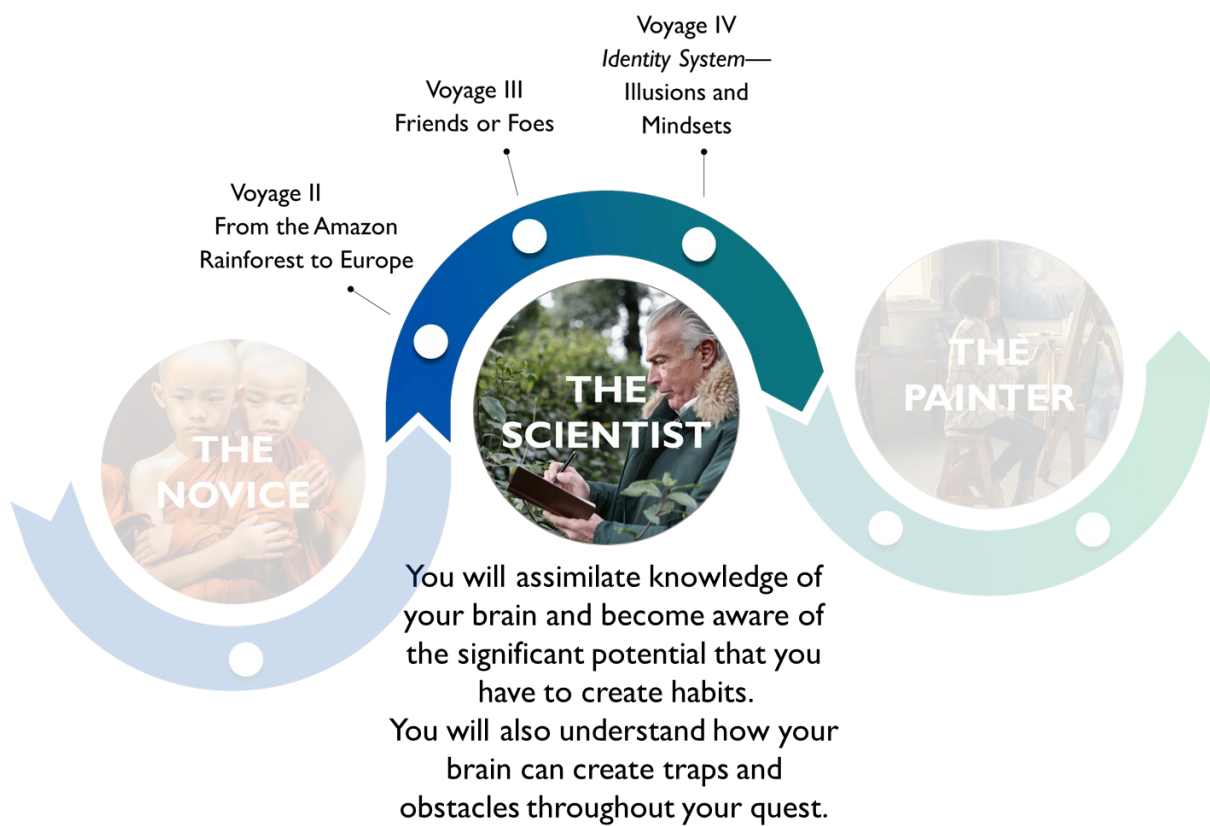 Voyage IV
Identity System—
Illusions and
Mindsets
Voyage III
Friends or Foes
Voyage II
From the Amazon
Rainforest to Europe
THE
NOVICE
THE
SCIENTIST
THE
PAINTER
You will assimilate knowledge of
your brain and become aware of
the significant potential that you
have to create habits.
You will also understand how your
brain can create traps and
obstacles throughout your quest.